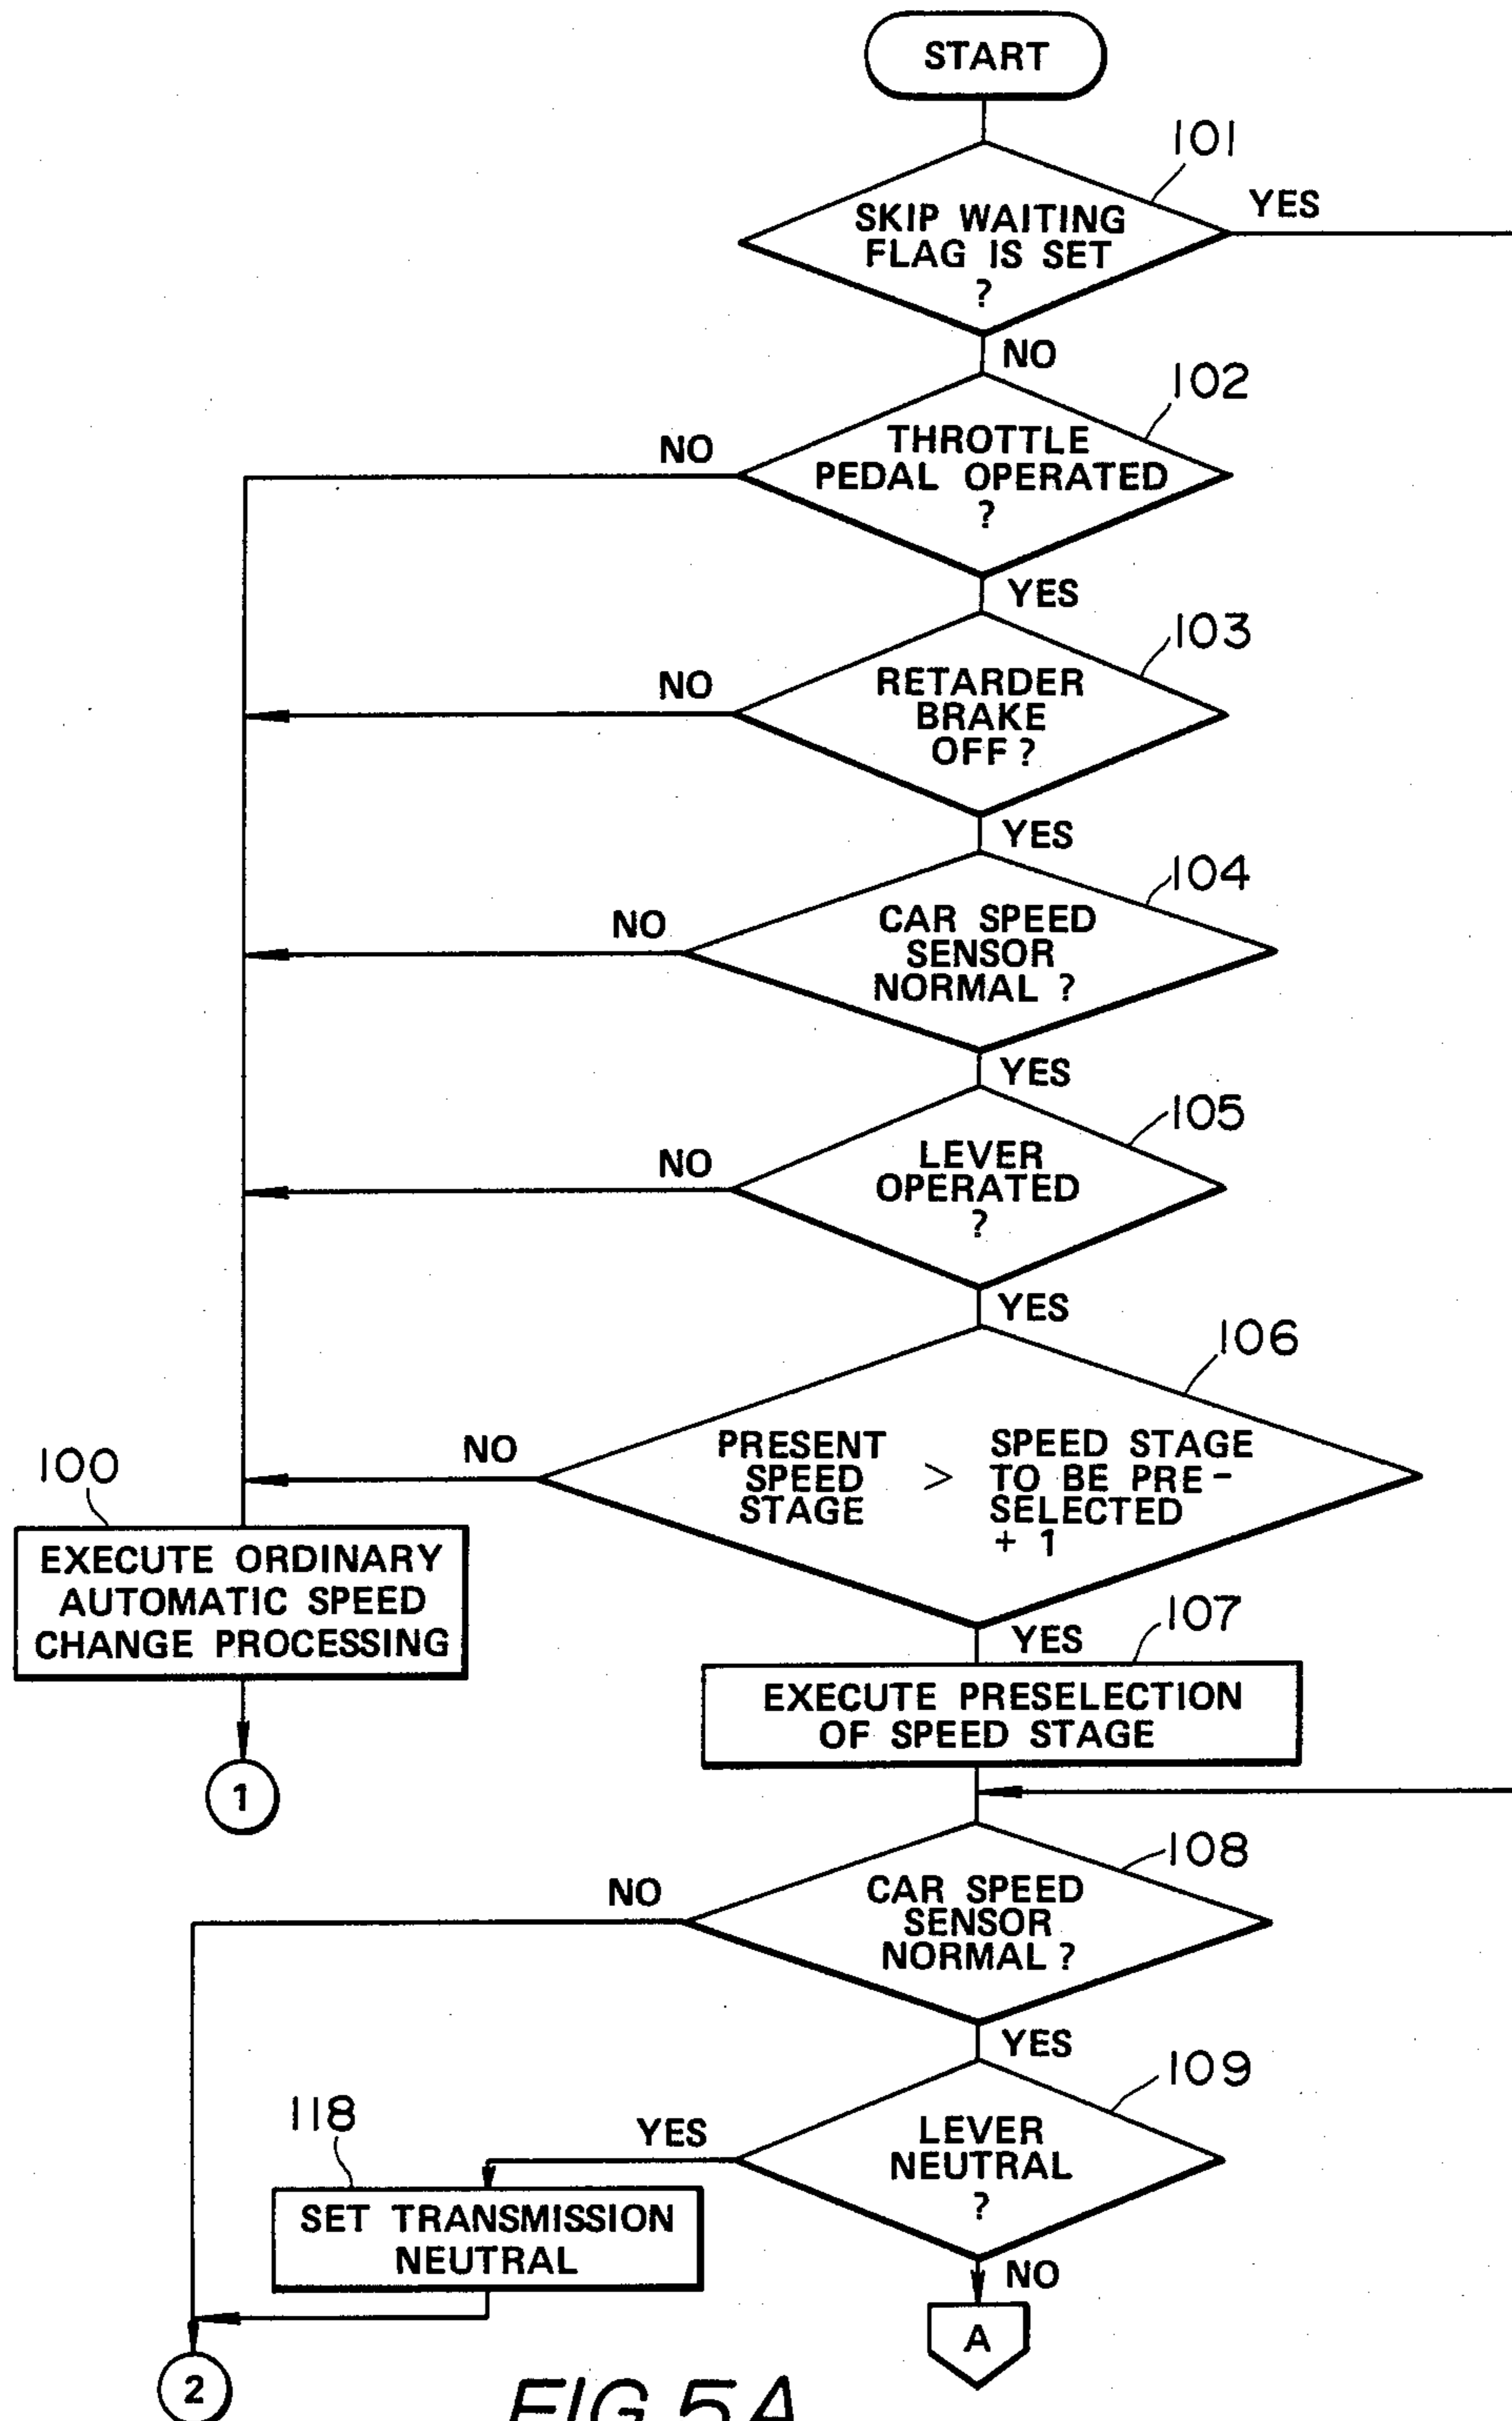 START
101
SKIP WAITING
FLAG IS SET
?
YES
NO
102
THROTTLE
PEDAL OPERATED
?
NO
YES
103
RETARDER
BRAKE
OFF ?
NO
YES
104
CAR SPEED
SENSOR
NORMAL ?
NO
YES
105
LEVER
OPERATED
?
NO
YES
106
PRESENT
SPEED
STAGE
>
SPEED STAGE
TO BE PRE-
SELECTED
+ 1
NO
YES
100
EXECUTE ORDINARY
AUTOMATIC SPEED
CHANGE PROCESSING
1
107
EXECUTE PRESELECTION
OF SPEED STAGE
108
CAR SPEED
SENSOR
NORMAL ?
NO
YES
109
LEVER
NEUTRAL
?
YES
NO
118
SET TRANSMISSION
NEUTRAL
2
A
FIG. 5A